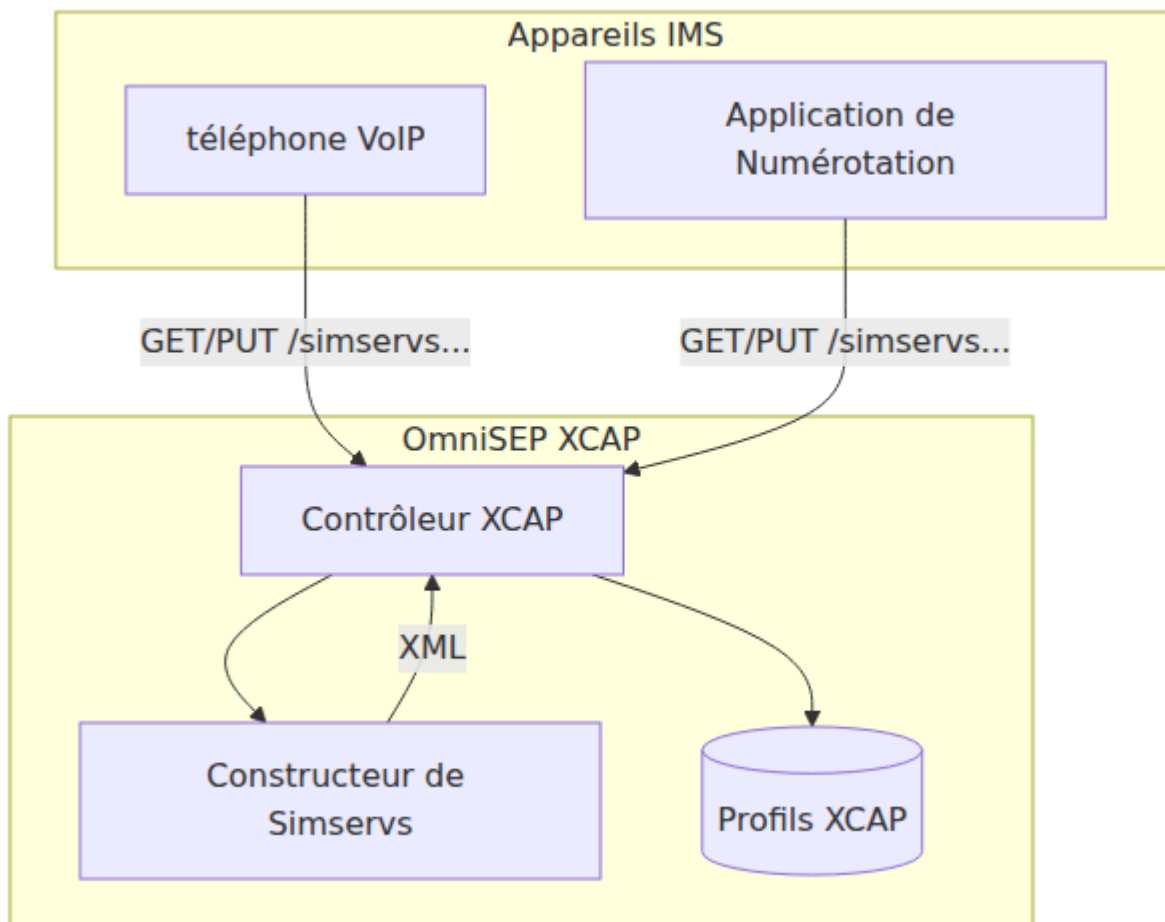 Appareils IMS
téléphone VoIP
Application de
Numérotation
GET/PUT /simservs...
GET/PUT /simservs...
OmniSEP XCAP
Contrôleur XCAP
XML
Constructeur de
Simservs
Profils XCAP